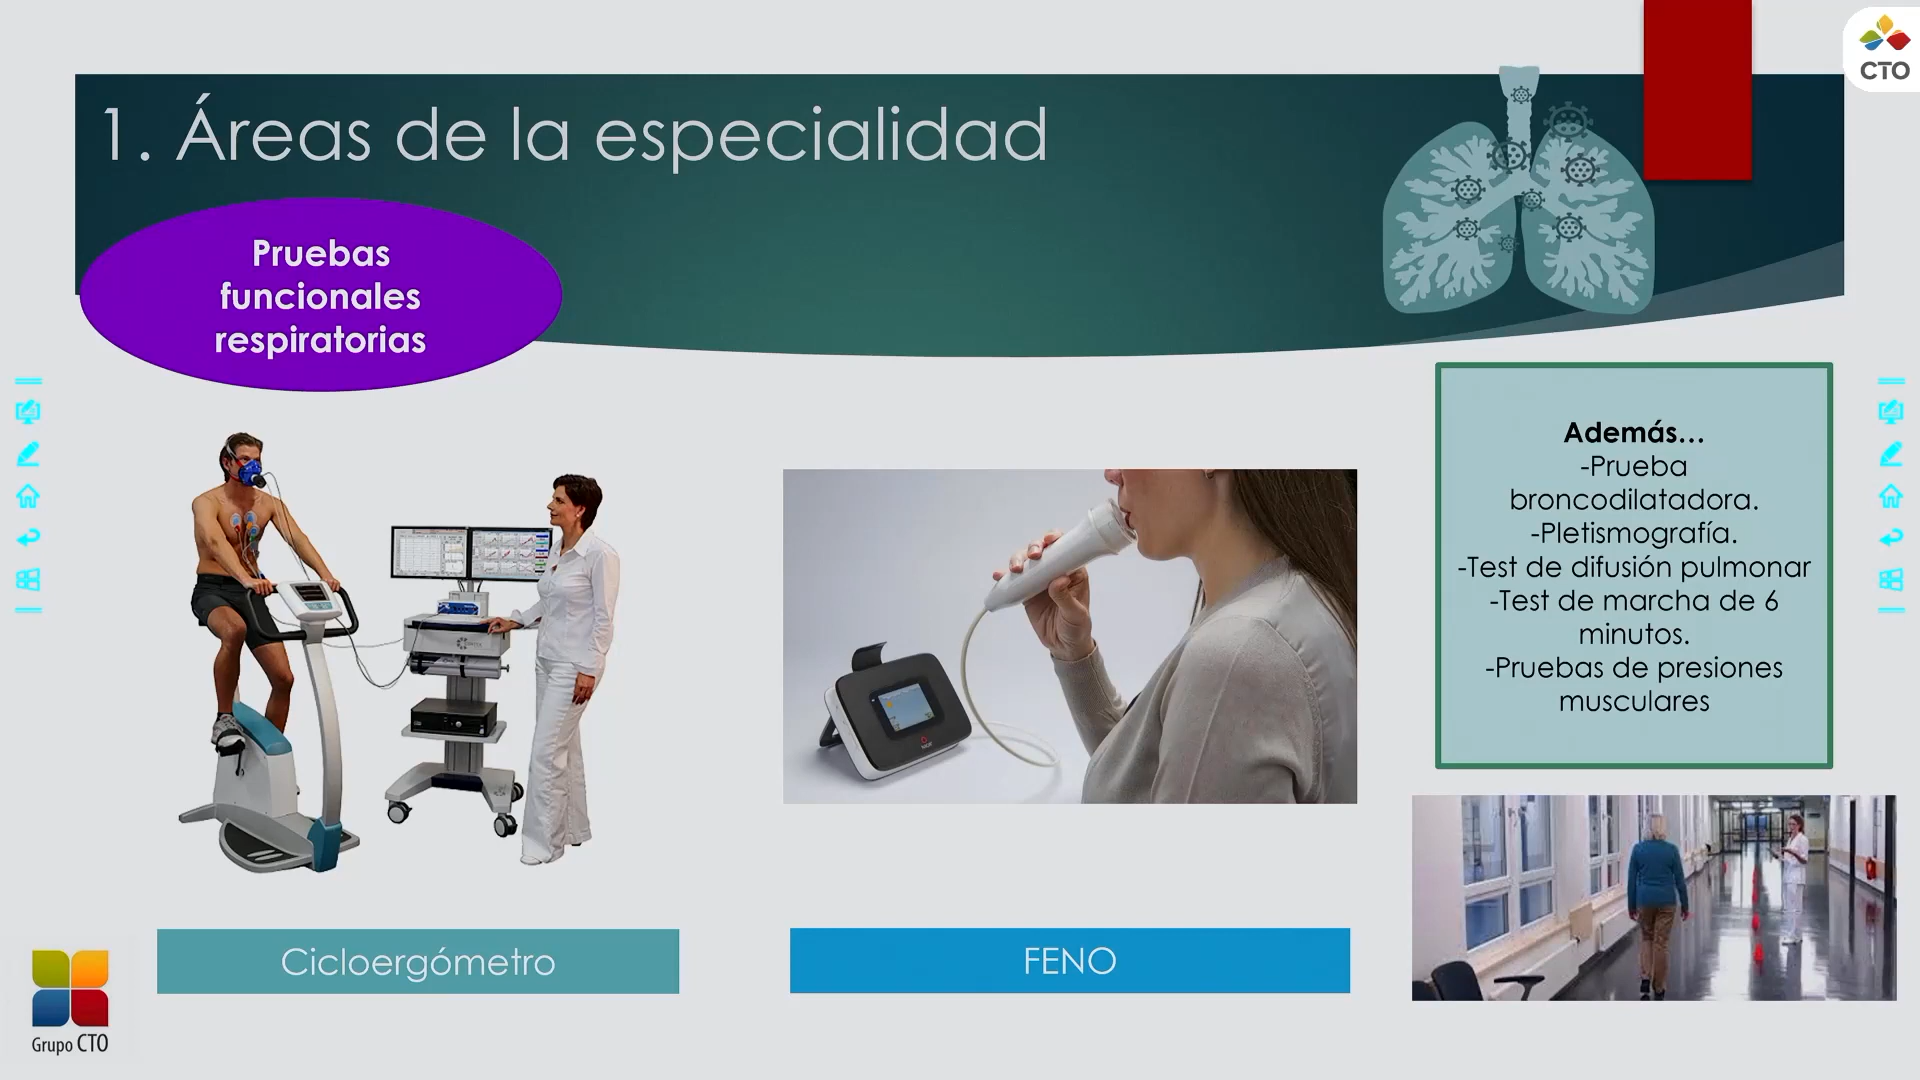 CTO
1. Áreas de la especialidad
Pruebas
funcionales
respiratorias
Además...
-Prueba
broncodilatadora.
-Pletismografía.
-Test de difusión pulmonar
-Test de marcha de 6
minutos.
-Pruebas de presiones
musculares
Cicloergómetro
FENO
Grupo CTO